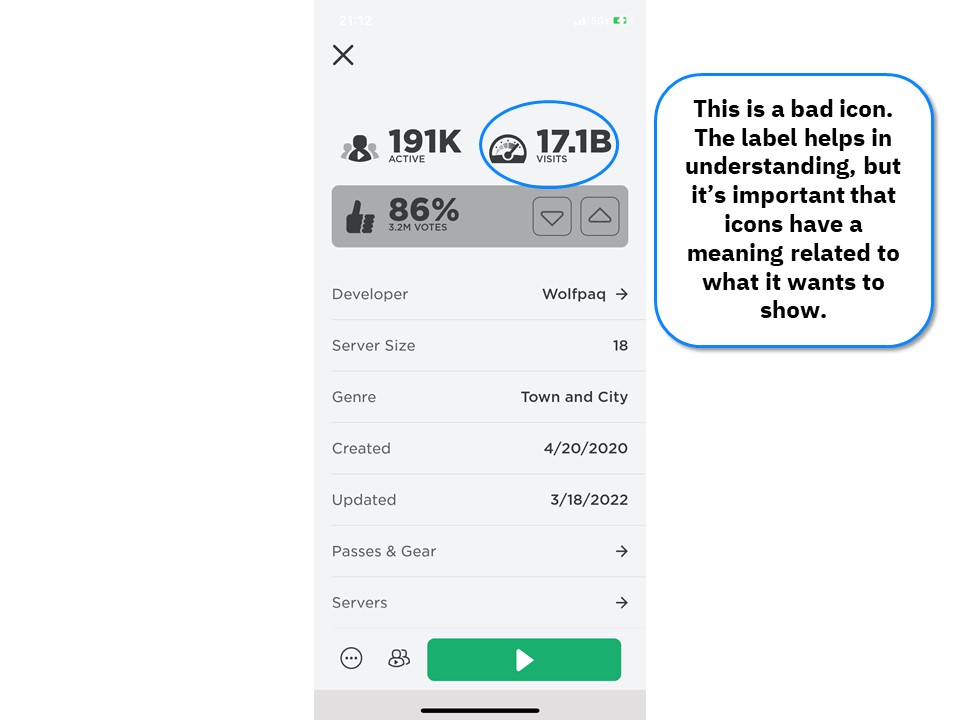 21:12
5G
191K
ACTIVE
17.1B
VISITS
86%
3.2M VOTES
Developer Wolfpaq
Server Size 18
Genre Town and City
Created 4/20/2020
Updated 3/18/2022
Passes & Gear
Servers
This is a bad icon.
The label helps in
understanding, but
it’s important that
icons have a
meaning related to
what it wants to
show.